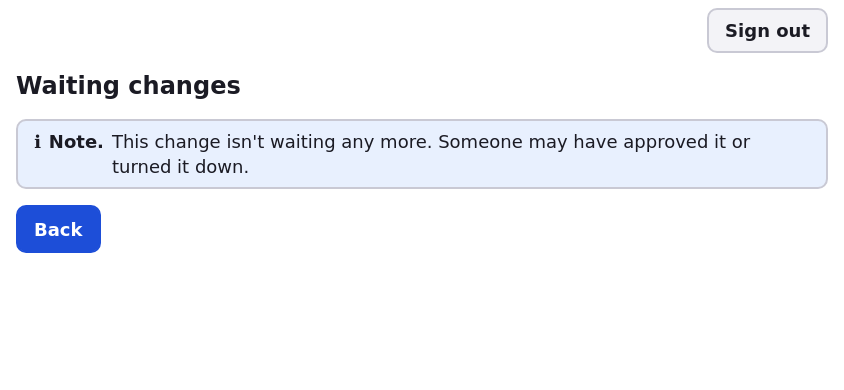 Sign out
Waiting changes
ℹ Note. This change isn't waiting any more. Someone may have approved it or
turned it down.
Back